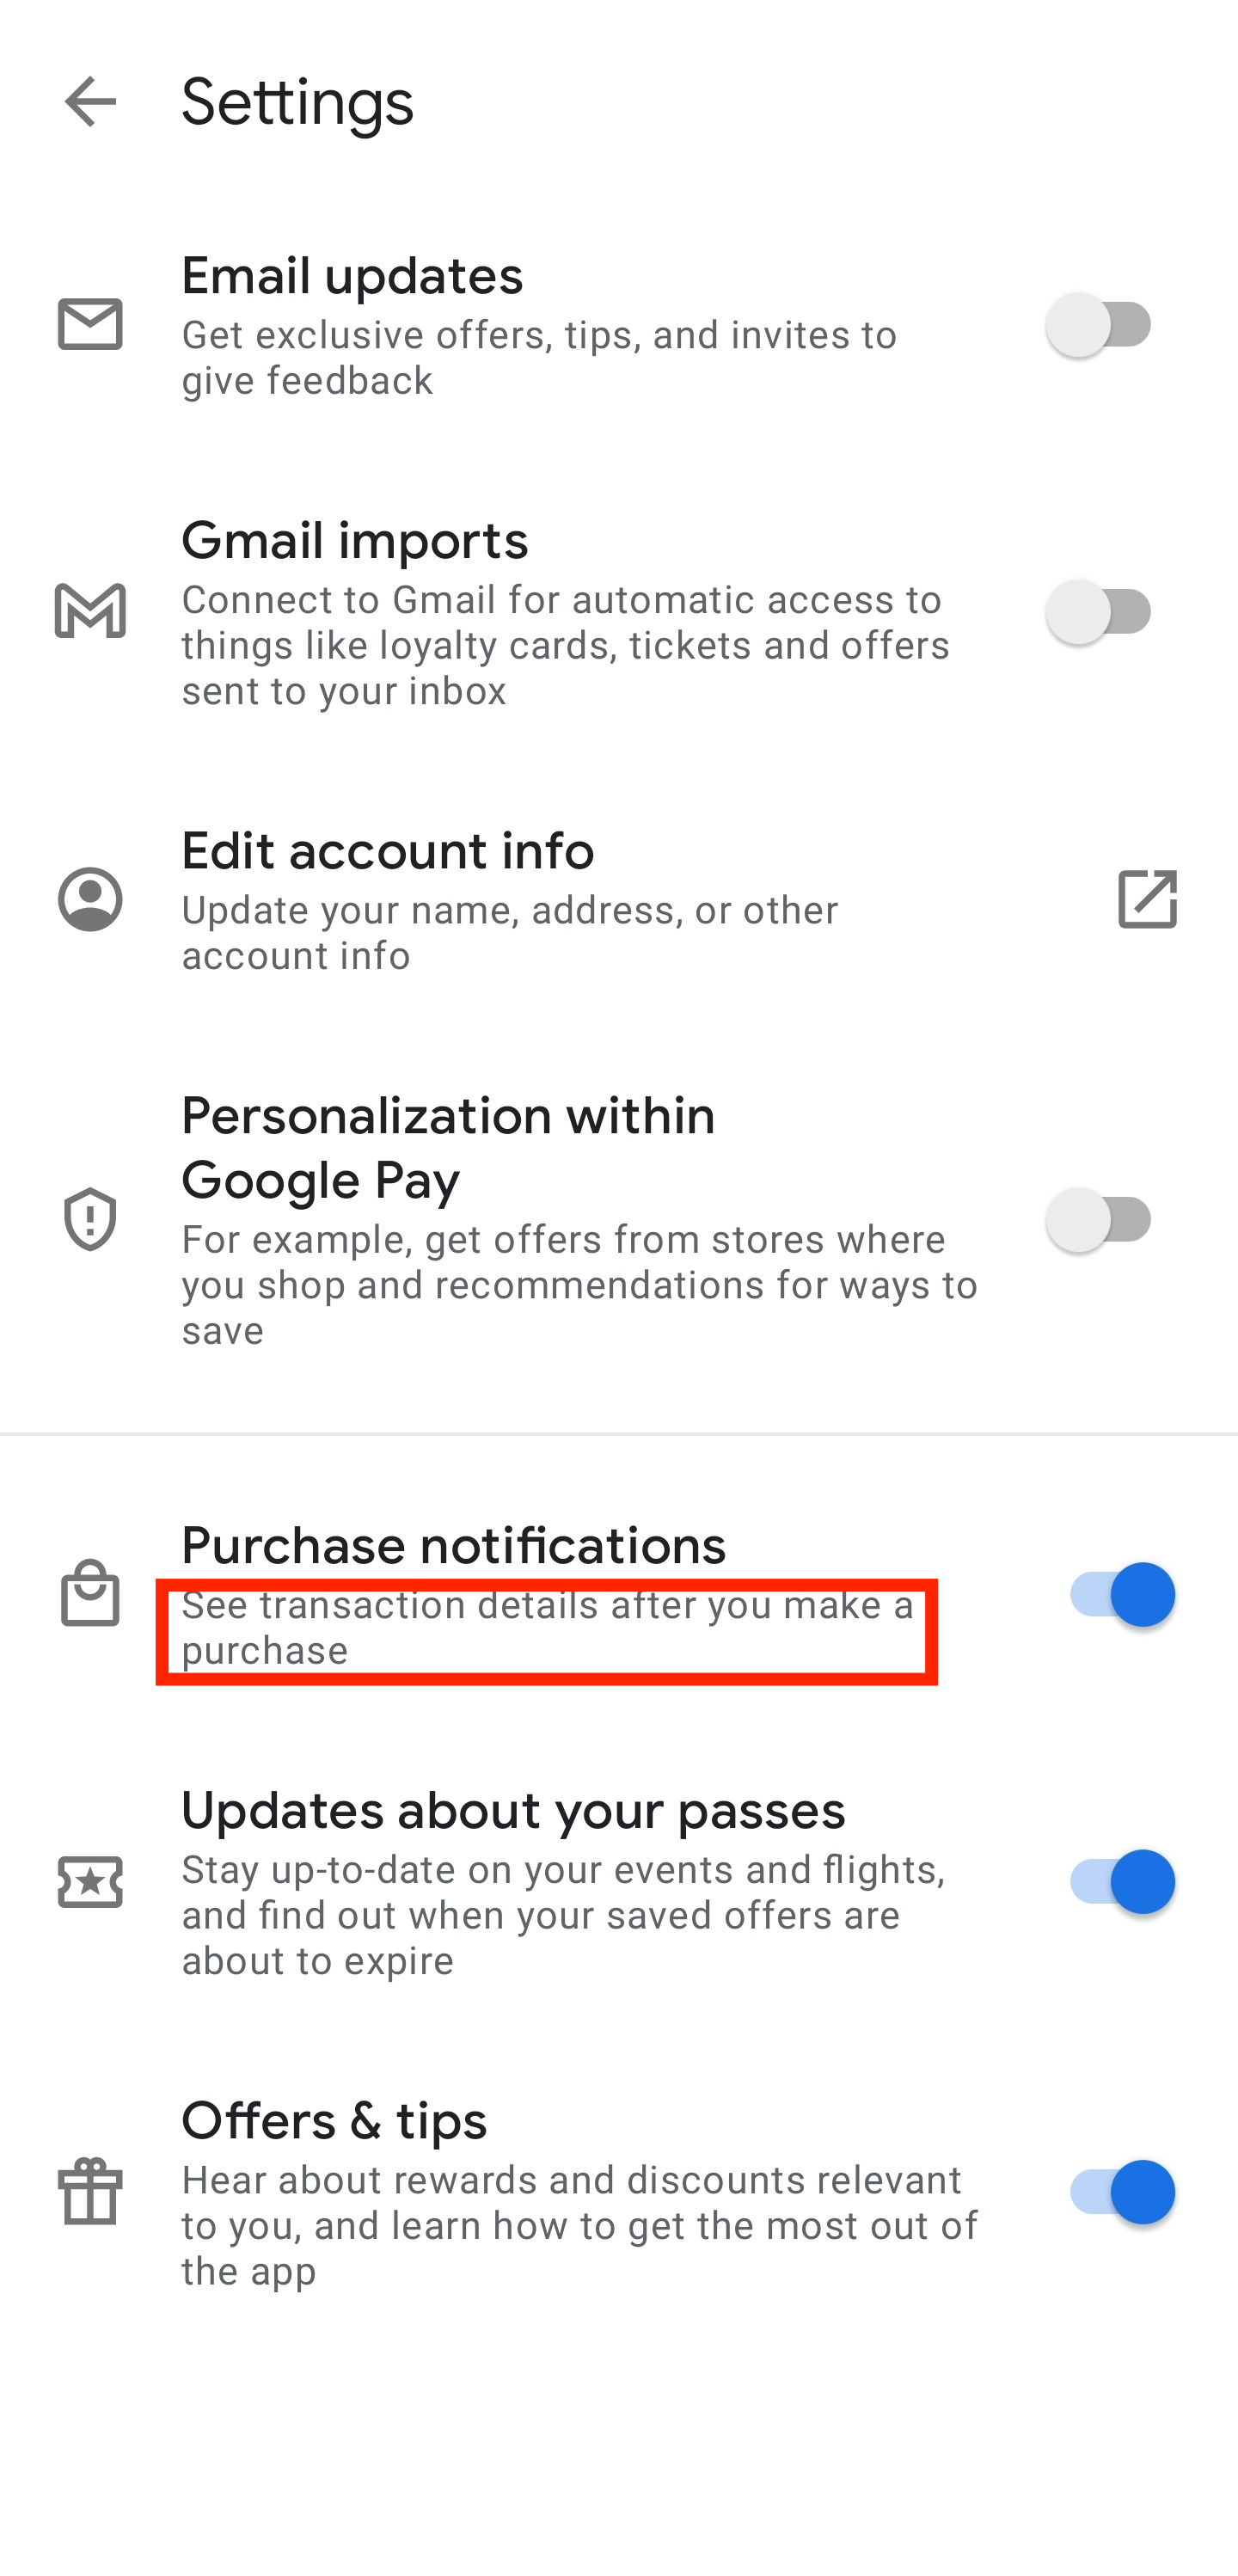 Settings
Email updates
Get exclusive offers, tips, and invites to
give feedback
Gmail imports
Connect to Gmail for automatic access to
things like loyalty cards, tickets and offers
sent to your inbox
Edit account info
Update your name, address, or other
account info
Personalization within
Google Pay
For example, get offers from stores where
you shop and recommendations for ways to
save
Purchase notifications
See transaction details after you make a
purchase
Updates about your passes
Stay up-to-date on your events and flights,
and find out when your saved offers are
about to expire
Offers & tips
Hear about rewards and discounts relevant
to you, and learn how to get the most out of
the app